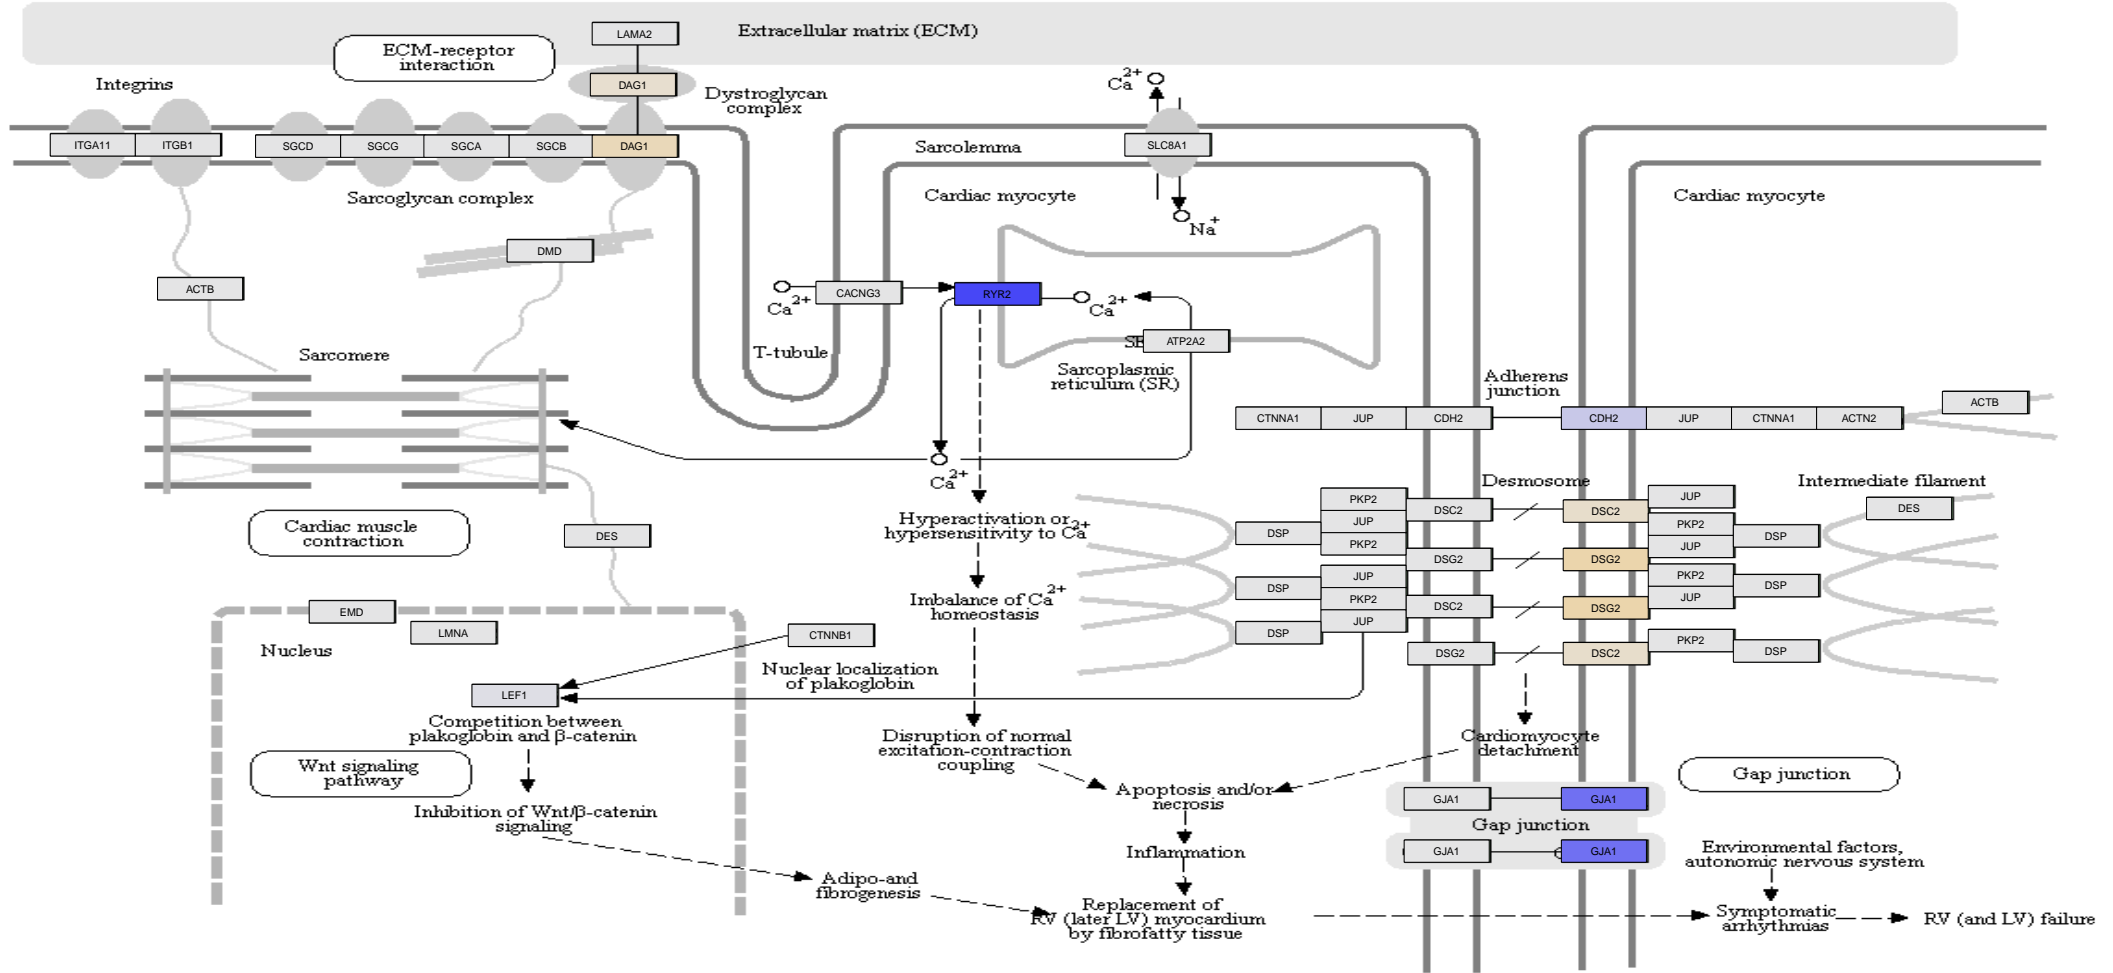 LAMA2
Extracellular matrix (ECM)
ECM-receptor
interaction
Integrins
DAG1
Dystroglycan
complex
Ca2+
ITGA11
ITGB1
SGCD
SGCG
SGCA
SGCB
DAG1
Sarcolemma
SLC8A1
Sarcoglycan complex
Cardiac myocyte
Cardiac myocyte
Na+
DMD
ACTB
Ca2+
CACNG3
RYR2
Ca2+
T-tubule
ATP2A2
Sarcoplasmic
reticulum (SR)
Sarcomere
Adherens
junction
CTNNA1
JUP
CDH2
CDH2
JUP
CTNNA1
ACTN2
ACTB
Ca2+
Desmosome
Intermediate filament
Cardiac muscle
contraction
DES
Hyperactivation or
hypersensitivity to Ca2+
Imbalance of Ca2+
homeostasis
DSP
DSP
DSP
PKP2
JUP
PKP2
JUP
PKP2
JUP
DSC2
DSG2
DSC2
DSG2
DSC2
DSG2
DSG2
DSC2
JUP
PKP2
JUP
PKP2
JUP
PKP2
DSP
DSP
DSP
DES
EMD
LMNA
Nucleus
CTNNB1
Nuclear localization
of plakoglobin
LEF1
Competition between
plakoglobin and β-catenin
Wnt signaling
pathway
Inhibition of Wnt/β-catenin
signaling
Disruption of normal
excitation-contraction
coupling
Cardiomyocyte
detachment
Apoptosis and/or
necrosis
Inflammation
Adipo-and
fibrogenesis
Replacement of
RV (later LV) myocardium
by fibrofatty tissue
GJA1
GJA1
Gap junction
GJA1
GJA1
Gap junction
Environmental factors,
autonomic nervous system
Symptomatic
arrhythmias
RV (and LV) failure